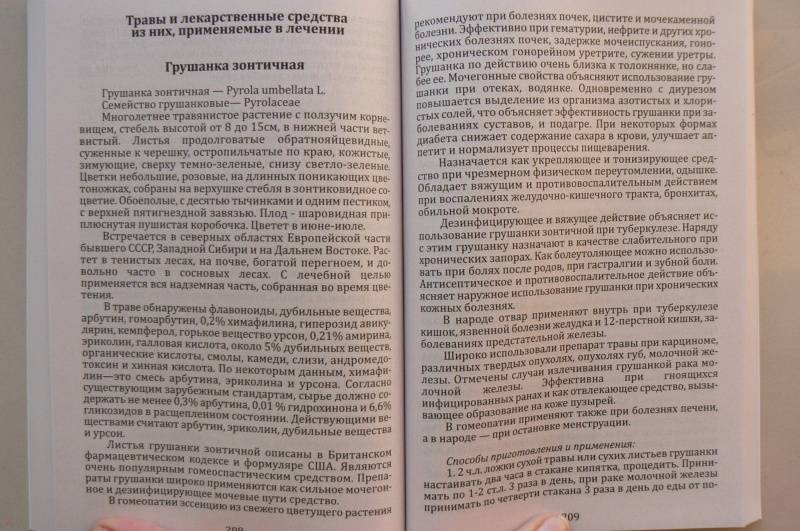 Травы и лекарственные средства
из них, применяемые в лечении
Грушанка зонтичная
Грушанка зонтичная — Pyrola umbellata L.
Семейство грушанковые— Pyrolaceae
Многолетнее травянистое растение с ползучим корне-
вищем, стебель высотой от 8 до 15см, в нижней части вет-
вистый. Листья продолговатые обратнояйцевидные,
суженные к черешку, остропильчатые по краю, кожистые,
зимующие, сверху темно-зеленые, снизу светло-зеленые.
Цветки небольшие, розовые, на длинных поникающих цве-
тоножках, собраны на верхушке стебля в зонтиковидное со-
цветие. Обоеполые, с десятью тычинками и одним пестиком,
с верхней пятигнездной завязью. Плод - шаровидная при-
плюснутая пушистая коробочка. Цветет в июне-июле.
Встречается в северных областях Европейской части
бывшего СССР, Западной Сибири и на Дальнем Востоке. Рас-
тет в тенистых лесах, на почве, богатой перегноем, и до-
вольно часто в сосновых лесах. С лечебной целью
применяется вся надземная часть, собранная во время цве-
тения.
В траве обнаружены флавоноиды, дубильные вещества,
арбутин, гомоарбутин, 0,2% химафилина, гиперозид авику-
лярин, кемпферол, горькое вещество урсон, 0,21% амирина,
эриколин, галловая кислота, около 5% дубильных веществ,
органические кислоты, смолы, камеди, слизи, андромедо-
токсин и хинная кислота. По некоторым данным, химафи-
лин—это смесь арбутина, эриколина и урсона. Согласно
существующим зарубежным стандартам, сырье должно со-
держать не менее 0,3% арбутина, 0,01 % гидрохинона и 6,6%
гликозидов в расщепленном состоянии. Действующими ве-
ществами считают арбутин, эриколин, дубильные вещества
и урсон.
Листья грушанки зонтичной описаны в Британском
фармацевтическом кодексе и формуляре США. Являются
очень популярным гомеоспастическим средством. Препа-
раты грушанки широко применяются как сильное мочегон-
ное и дезинфицирующее мочевые пути средство.
В гомеопатии эссенцию из свежего цветущего растения
208
рекомендуют при болезнях почек, цистите и мочекаменной
болезни. Эффективно при гематурии, нефрите и других хро-
нических болезнях почек, задержке мочеиспускания, гоно-
рее, хроническом гонорейном уретрите, сужении уретры.
Грушанка по действию очень близка к толокнянке, но сла-
бее ее. Мочегонные свойства объясняют использование гру-
шанки при отеках, водянке. Одновременно с диурезом
повышается выделение из организма азотистых и хлори-
стых солей, что объясняет эффективность грушанки при за-
болеваниях суставов, и подагре. При некоторых формах
диабета снижает содержание сахара в крови, улучшает ап-
петит и нормализует процессы пищеварения.
Назначается как укрепляющее и тонизирующее сред-
ство при чрезмерном физическом переутомлении, одышке.
Обладает вяжущим и противовоспалительным действием
при воспалениях желудочно-кишечного тракта, бронхитах,
обильной мокроте.
Дезинфицирующее и вяжущее действие объясняет ис-
пользование грушанки зонтичной при туберкулезе. Наряду
с этим грушанку назначают в качестве слабительного при
хронических запорах. Как болеутоляющее можно использо-
вать при болях после родов, при гастралгии и зубной боли.
Антисептическое и противовоспалительное действие объ-
ясняет наружное использование грушанки при хронических
кожных болезнях.
В народе отвар применяют внутрь при туберкулезе
кишок, язвенной болезни желудка и 12-перстной кишки, за-
болеваниях предстательной железы.
Широко использовали препарат травы при карциноме,
различных твердых опухолях, опухолях губ, молочной же-
лезы. Отмечены случаи излечивания грушанкой рака мо-
лочной железы. Эффективна при гноящихся
инфицированных ранах и как отвлекающее средство, вызы-
вающее образование на коже пузырей.
В гомеопатии применяют также при болезнях печени,
а в народе — при остановке менструации.
Способы приготовления и применения:
1. 2 ч.л. ложки сухой травы или сухих листьев грушанки
настаивать два часа в стакане кипятка, процедить. Прини-
мать по 1-2 ст.л. 3 раза в день, при раке молочной железы
принимать по четверти стакана 3 раза в день до еды от по-
209